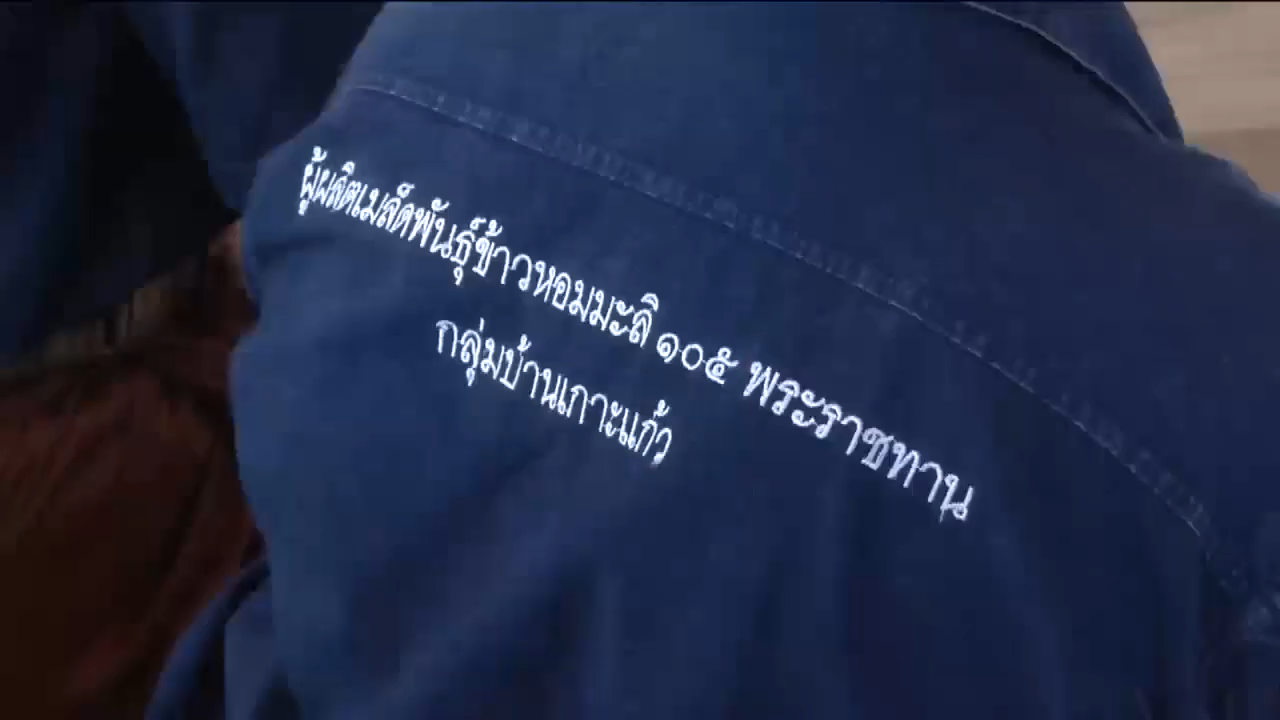 ผู้ผลิตเมล็ดพันธุ์ข้าวหอมมะลิ ๑๐๕ พระราชทาน
กลุ่มบ้านเกาะแก้ว